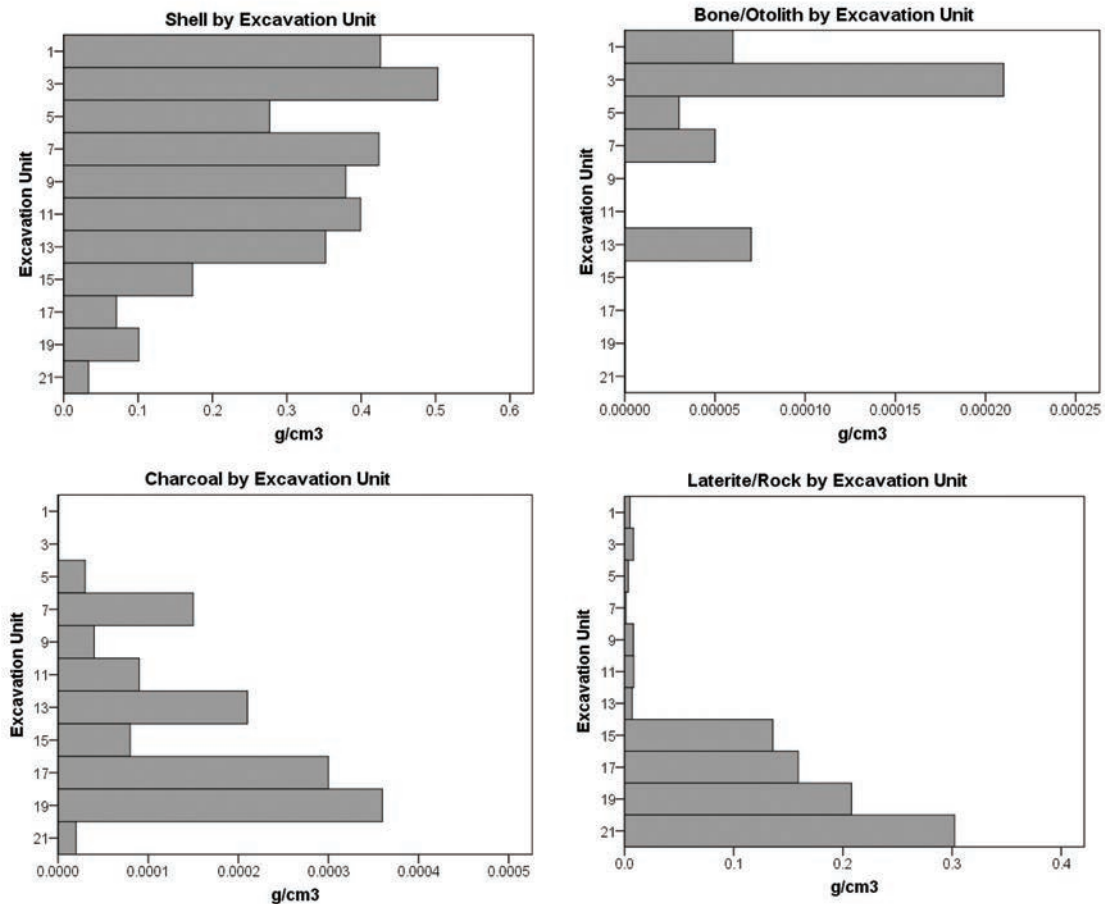 Shell by Excavation Unit
Excavation Unit
1
3
5
7
9
11
13
15
17
19
21
0.0 0.1 0.2 0.3 0.4 0.5 0.6
g/cm3
Bone/Otolith by Excavation Unit
Excavation Unit
1
3
5
7
9
11
13
15
17
19
21
0.00000 0.00005 0.00010 0.00015 0.00020 0.00025
g/cm3
Charcoal by Excavation Unit
Excavation Unit
1
3
5
7
9
11
13
15
17
19
21
0.0000 0.0001 0.0002 0.0003 0.0004 0.0005
g/cm3
Laterite/Rock by Excavation Unit
Excavation Unit
1
3
5
7
9
11
13
15
17
19
21
0.0 0.1 0.2 0.3 0.4
g/cm3